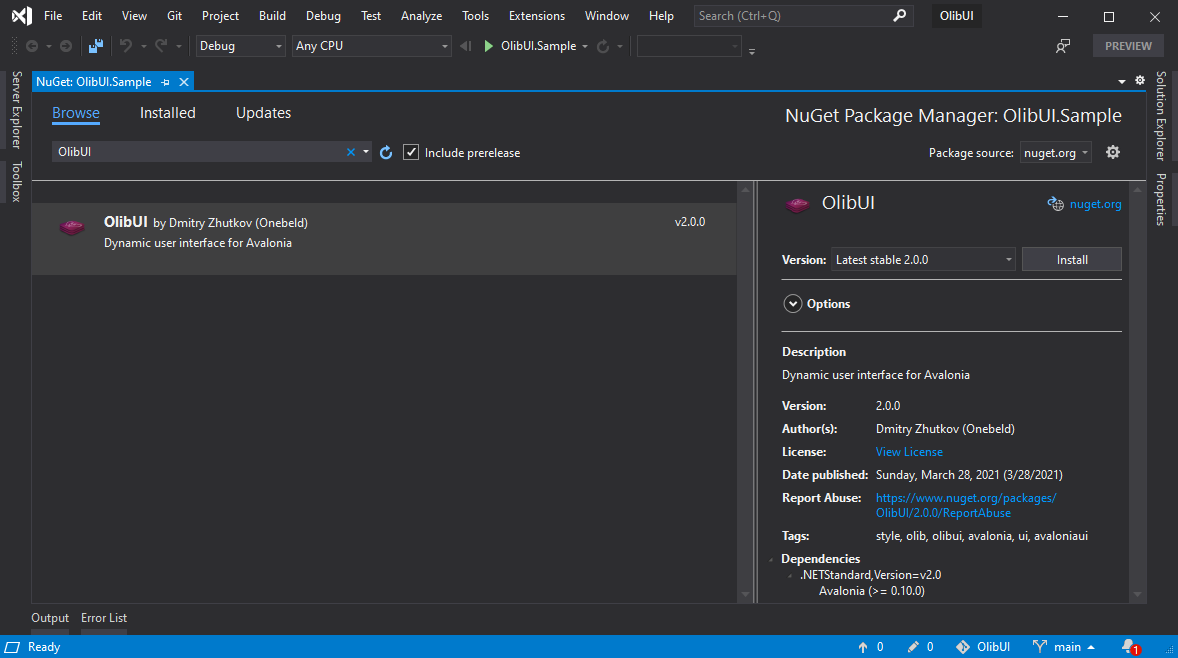 File Edit View Git Project Build Debug Test Analyze Tools Extensions Window Help Search (Ctrl+Q) OlibUI
Debug Any CPU OlibUI.Sample PREVIEW
Server Explorer
Toolbox
NuGet: OlibUI.Sample
Browse Installed Updates
NuGet Package Manager: OlibUI.Sample
OlibUI Include prerelease
Package source: nuget.org
OlibUI by Dmitry Zhutkov (Onebeld) v2.0.0
Dynamic user interface for Avalonia
OlibUI nuget.org
Version: Latest stable 2.0.0 Install
Options
Description
Dynamic user interface for Avalonia
Version: 2.0.0
Author(s): Dmitry Zhutkov (Onebeld)
License: View License
Date published: Sunday, March 28, 2021 (3/28/2021)
Report Abuse: https://www.nuget.org/packages/
OlibUI/2.0.0/ReportAbuse
Tags: style, olib, olibui, avalonia, ui, avaloniaui
Dependencies
.NETStandard,Version=v2.0
Avalonia (>= 0.10.0)
Solution Explorer
Properties
Output Error List
Ready 0 0 OlibUI main 1